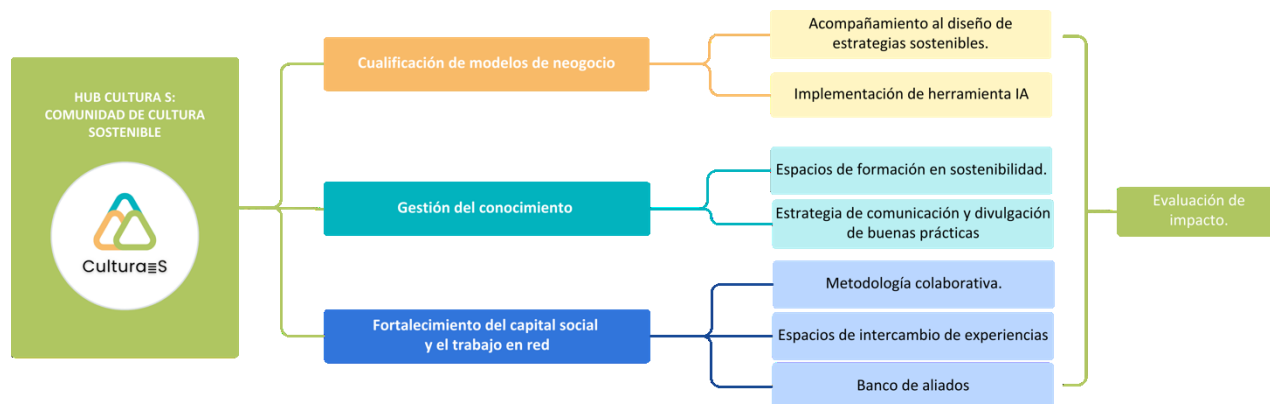 HUB CULTURA S:
COMUNIDAD DE CULTURA
SOSTENIBLE
Cultura≡S
Cualificación de modelos de neogocio
Acompañamiento al diseño de
estrategias sostenibles.
Implementación de herramienta IA
Gestión del conocimiento
Espacios de formación en sostenibilidad.
Estrategia de comunicación y divulgación
de buenas prácticas
Fortalecimiento del capital social
y el trabajo en red
Metodología colaborativa.
Espacios de intercambio de experiencias
Banco de aliados
Evaluación de
impacto.